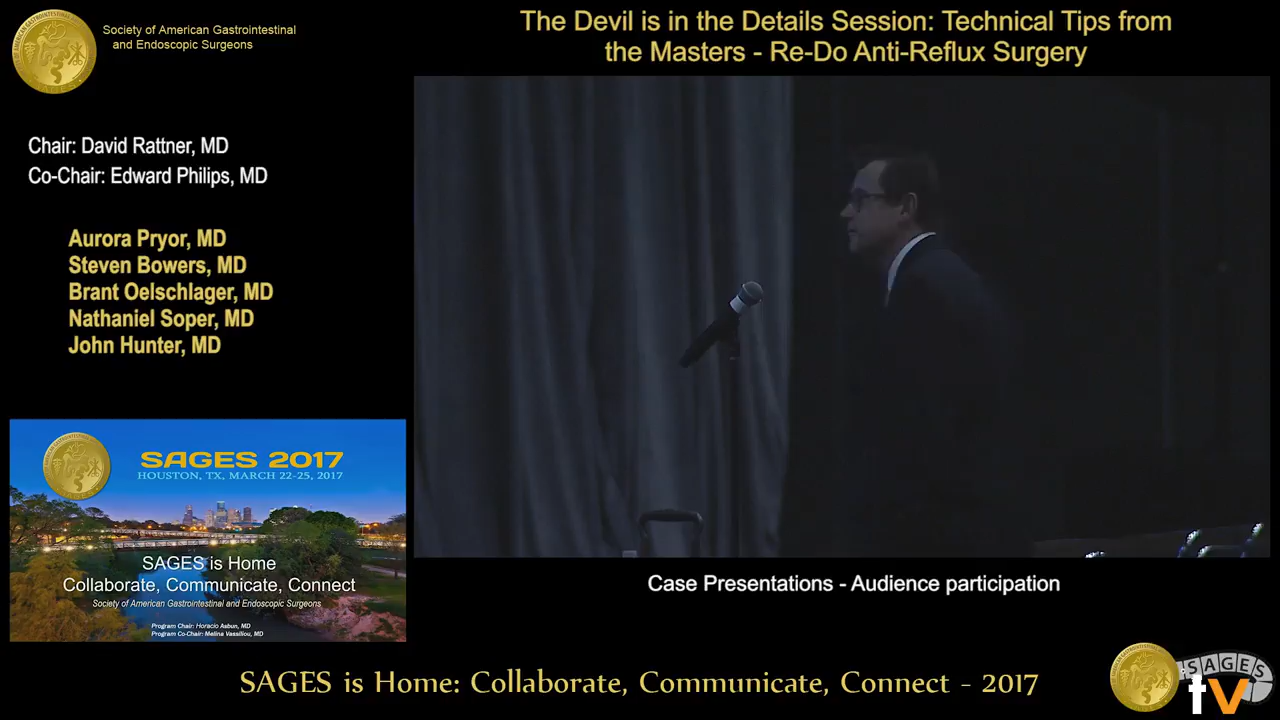 Society of American Gastrointestinal
and Endoscopic Surgeons
The Devil is in the Details Session: Technical Tips from
the Masters - Re-Do Anti-Reflux Surgery
Chair: David Rattner, MD
Co-Chair: Edward Philips, MD
Aurora Pryor, MD
Steven Bowers, MD
Brant Oelschlager, MD
Nathaniel Soper, MD
John Hunter, MD
SAGES 2017
HOUSTON, TX, MARCH 22-25, 2017
SAGES is Home
Collaborate, Communicate, Connect
Society of American Gastrointestinal and Endoscopic Surgeons
Program Chair: Horacio Asbun, MD
Program Co-Chair: Melina Vassiliou, MD
Case Presentations - Audience participation
SAGES is Home: Collaborate, Communicate, Connect - 2017
SAGES
tv